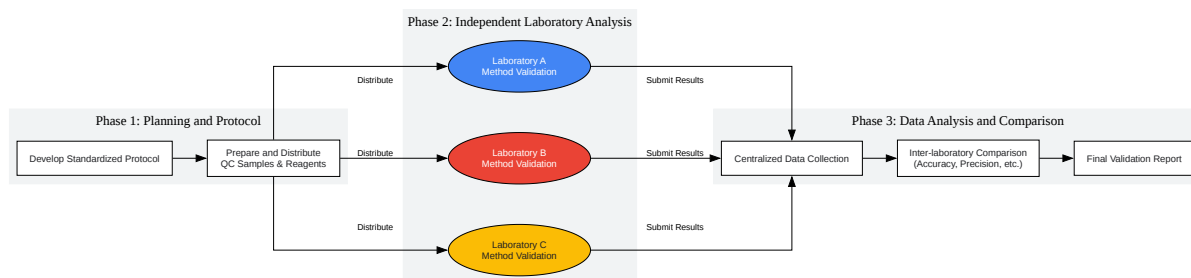 Phase 2: Independent Laboratory Analysis
Laboratory A
Method Validation
Distribute
Submit Results
Phase 1: Planning and Protocol
Phase 3: Data Analysis and Comparison
Develop Standardized Protocol
Prepare and Distribute
QC Samples & Reagents
Distribute
Laboratory B
Method Validation
Submit Results
Centralized Data Collection
Inter-laboratory Comparison
(Accuracy, Precision, etc.)
Final Validation Report
Distribute
Laboratory C
Method Validation
Submit Results